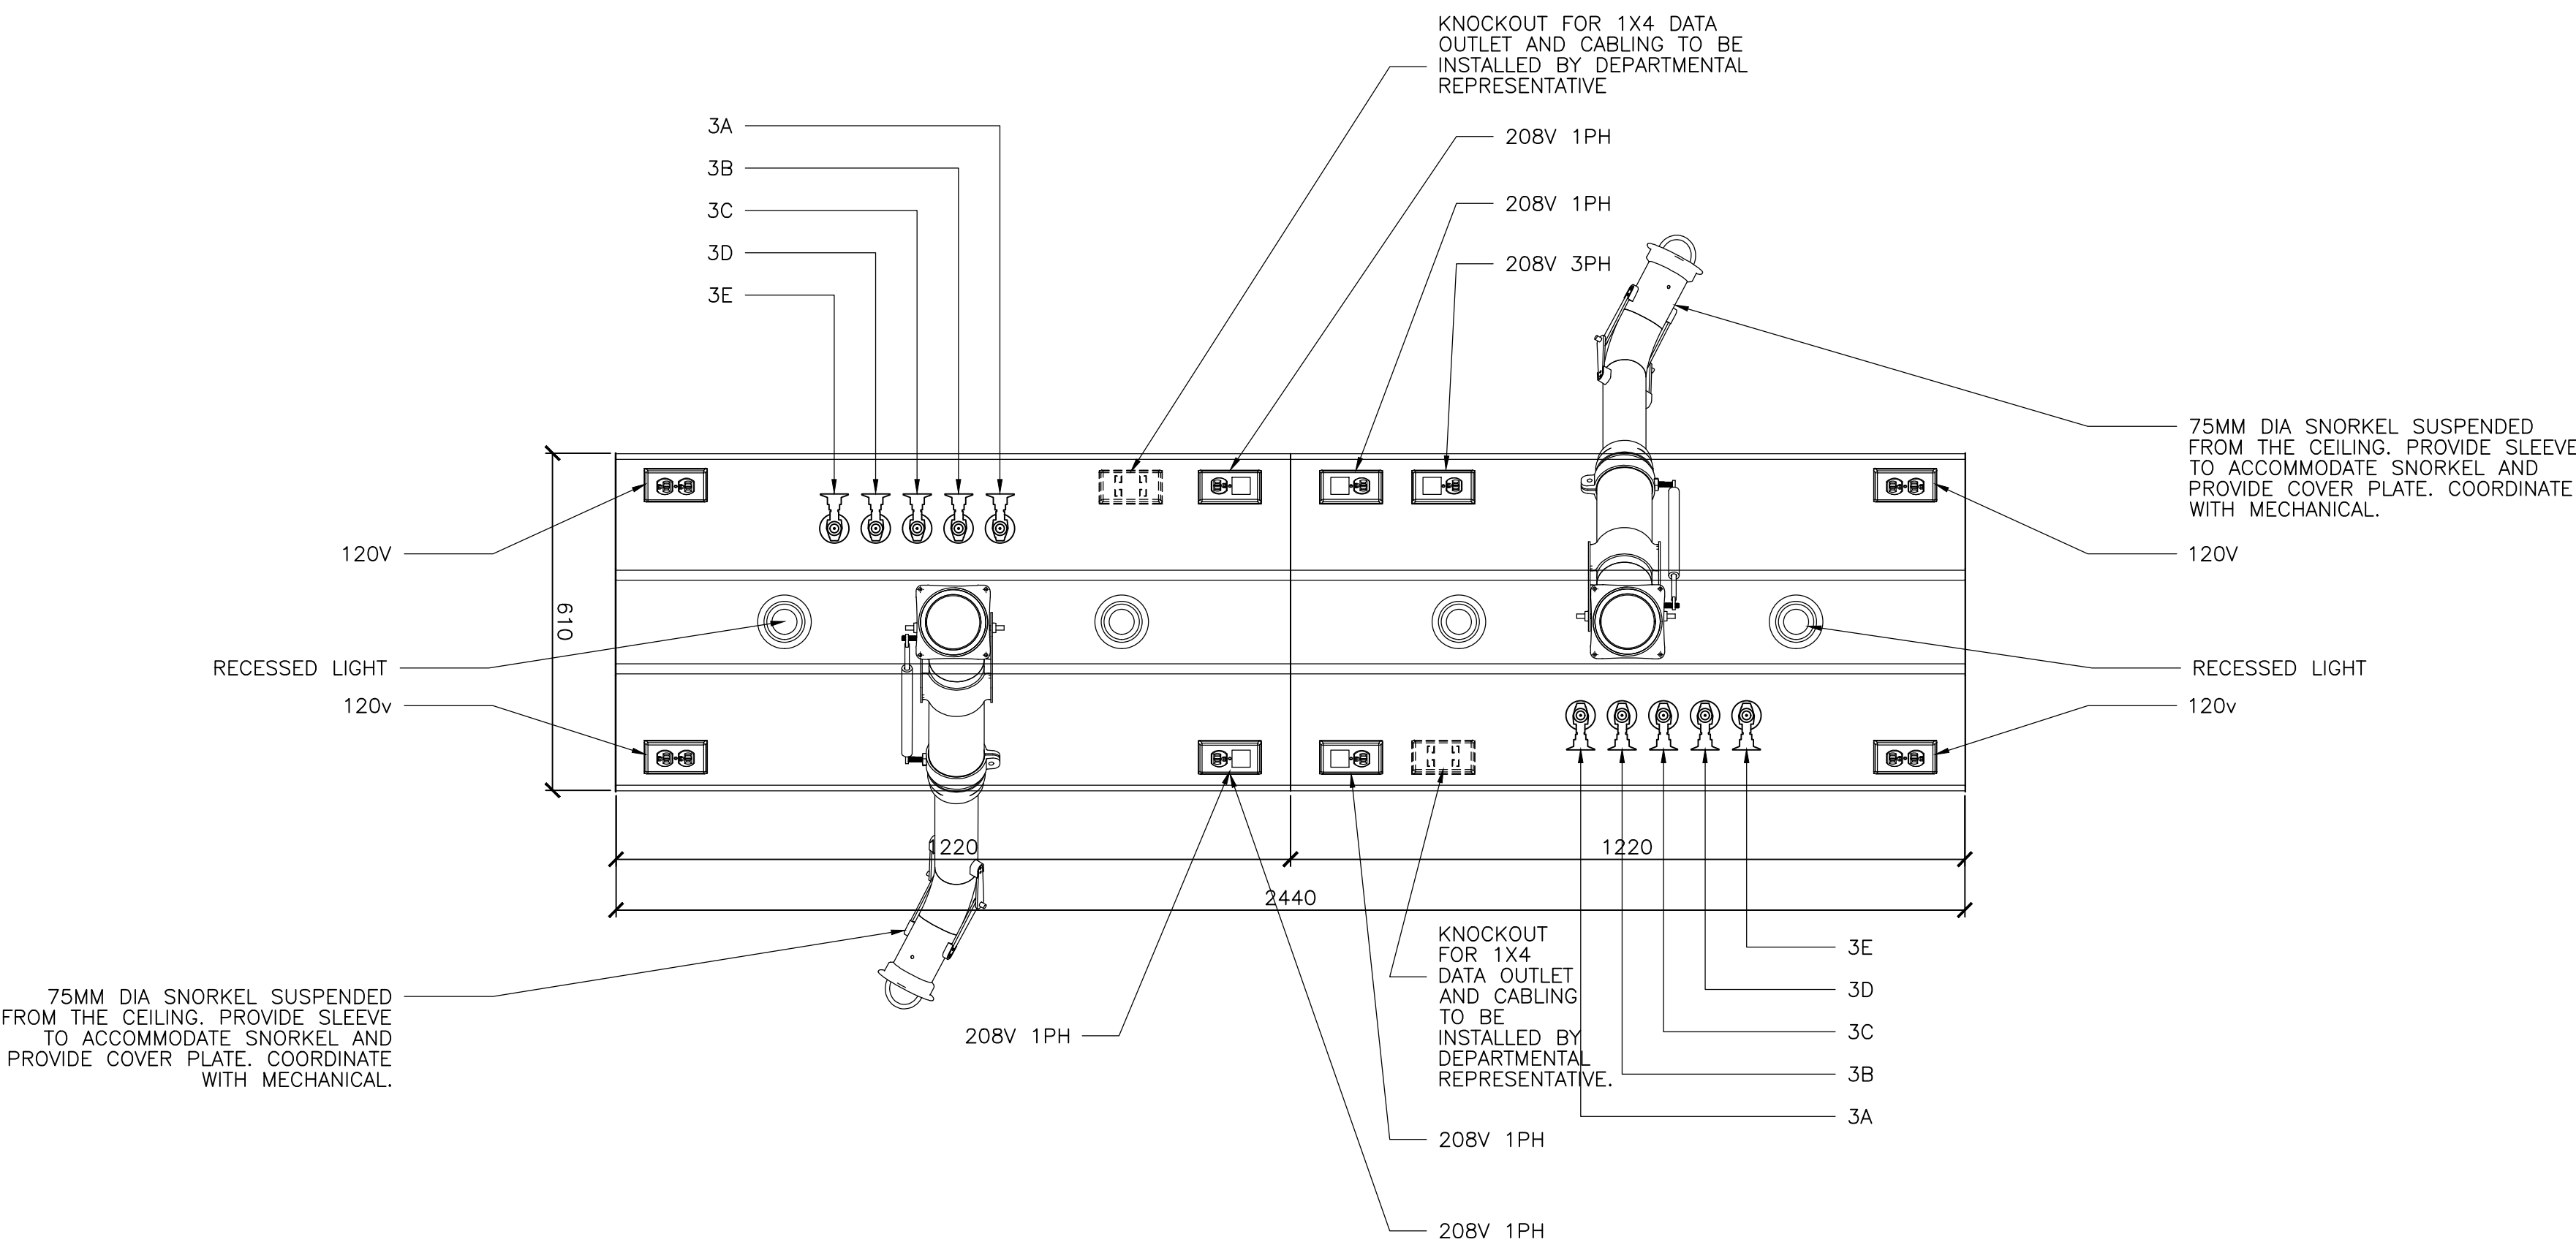 KNOCKOUT FOR 1X4 DATA
OUTLET AND CABLING TO BE
INSTALLED BY DEPARTMENTAL
REPRESENTATIVE
3A
3B
3C
3D
3E
208V 1PH
208V 1PH
208V 3PH
75MM DIA SNORKEL SUSPENDED
FROM THE CEILING. PROVIDE SLEEVE
TO ACCOMMODATE SNORKEL AND
PROVIDE COVER PLATE. COORDINATE
WITH MECHANICAL.
120V
120V
610
RECESSED LIGHT
RECESSED LIGHT
120v
120v
1220
1220
2440
75MM DIA SNORKEL SUSPENDED
FROM THE CEILING. PROVIDE SLEEVE
TO ACCOMMODATE SNORKEL AND
PROVIDE COVER PLATE. COORDINATE
WITH MECHANICAL.
208V 1PH
KNOCKOUT
FOR 1X4
DATA OUTLET
AND CABLING
TO BE
INSTALLED BY
DEPARTMENTAL
REPRESENTATIVE.
3E
3D
3C
3B
3A
208V 1PH
208V 1PH